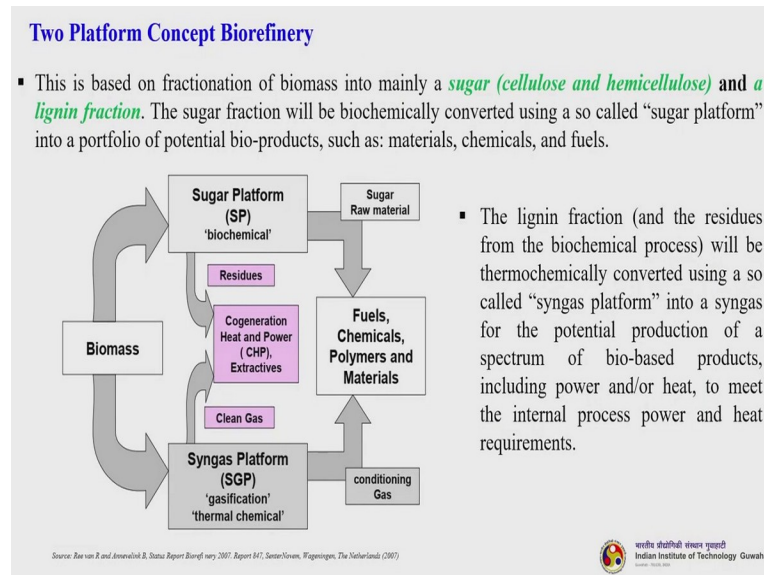 Two Platform Concept Biorefinery
▪ This is based on fractionation of biomass into mainly a sugar (cellulose and hemicellulose) and a
lignin fraction. The sugar fraction will be biochemically converted using a so called “sugar platform”
into a portfolio of potential bio-products, such as: materials, chemicals, and fuels.
Sugar Platform
(SP)
‘biochemical’
Sugar
Raw material
Residues
Biomass
Cogeneration
Heat and Power
( CHP),
Extractives
Fuels,
Chemicals,
Polymers and
Materials
Clean Gas
Syngas Platform
(SGP)
‘gasification’
‘thermal chemical’
conditioning
Gas
▪ The lignin fraction (and the residues
from the biochemical process) will be
thermochemically converted using a so
called “syngas platform” into a syngas
for the potential production of a
spectrum of bio-based products,
including power and/or heat, to meet
the internal process power and heat
requirements.
Source: Ree van R and Annevelink B, Status Report Biorefi nery 2007. Report 847, SenterNovem, Wageningen, The Netherlands (2007)
भारतीय प्रौद्योगिकी संस्थान गुवाहाटी
Indian Institute of Technology Guwah